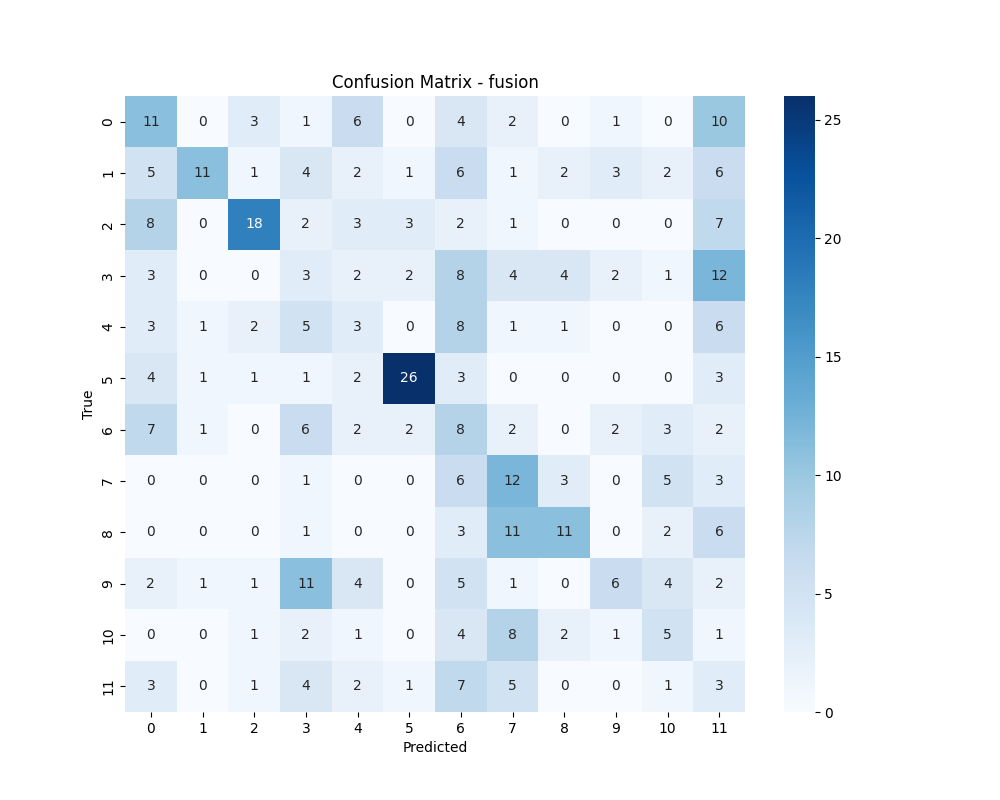 Confusion Matrix - fusion
0 11 0 3 1 6 0 4 2 0 1 0 10
1 5 11 1 4 2 1 6 1 2 3 2 6
2 8 0 18 2 3 3 2 1 0 0 0 7
3 3 0 0 3 2 2 8 4 4 2 1 12
4 3 1 2 5 3 0 8 1 1 0 0 6
5 4 1 1 1 2 26 3 0 0 0 0 3
6 7 1 0 6 2 2 8 2 0 2 3 2
7 0 0 0 1 0 0 6 12 3 0 5 3
8 0 0 0 1 0 0 3 11 11 0 2 6
9 2 1 1 11 4 0 5 1 0 6 4 2
10 0 0 1 2 1 0 4 8 2 1 5 1
11 3 0 1 4 2 1 7 5 0 0 1 3
0 1 2 3 4 5 6 7 8 9 10 11
Predicted
True
25
20
15
10
5
0